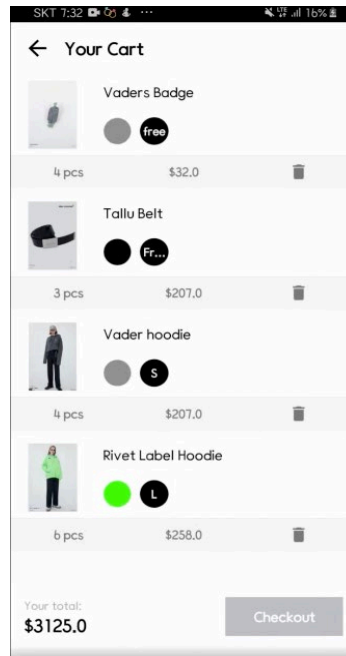 SKT 7:32
16%
Your Cart
Vaders Badge
free
4 pcs $32.0
Tallu Belt
Fr...
3 pcs $207.0
Vader hoodie
S
4 pcs $207.0
Rivet Label Hoodie
L
6 pcs $258.0
Your total:
$3125.0
Checkout